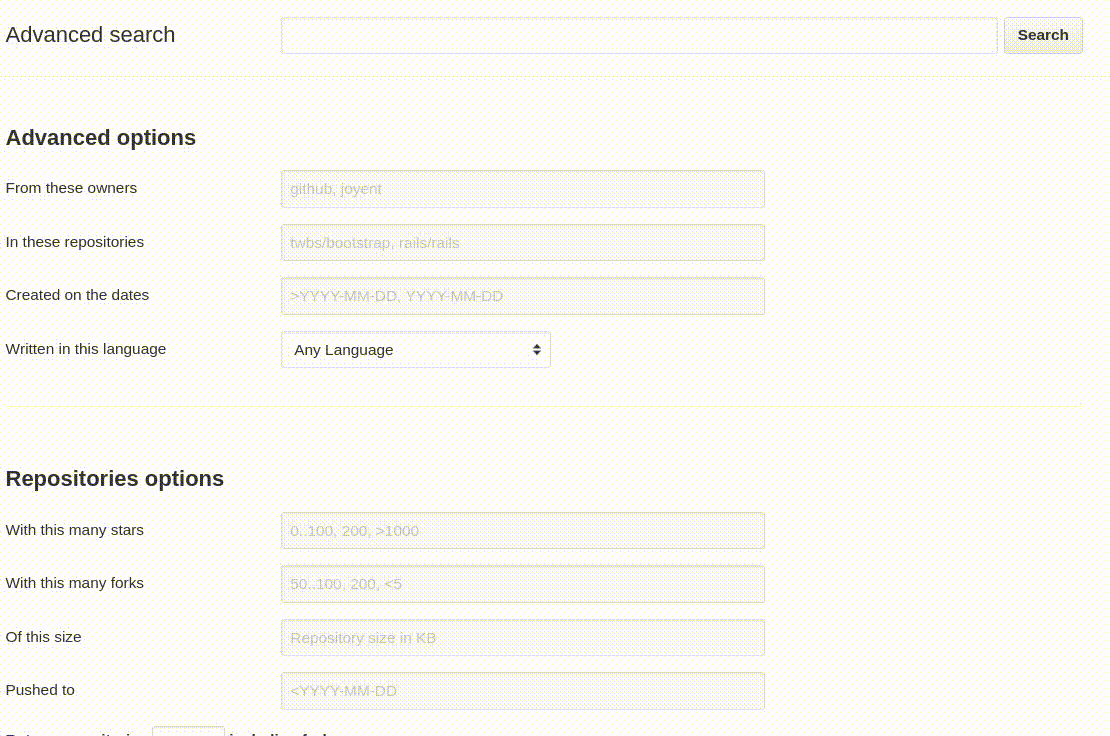 Advanced search
Search
Advanced options
From these owners
github, joyent
In these repositories
twbs/bootstrap, rails/rails
Created on the dates
>YYYY-MM-DD, YYYY-MM-DD
Written in this language
Any Language
Repositories options
With this many stars
0..100, 200, >1000
With this many forks
50..100, 200, <5
Of this size
Repository size in KB
Pushed to
<YYYY-MM-DD